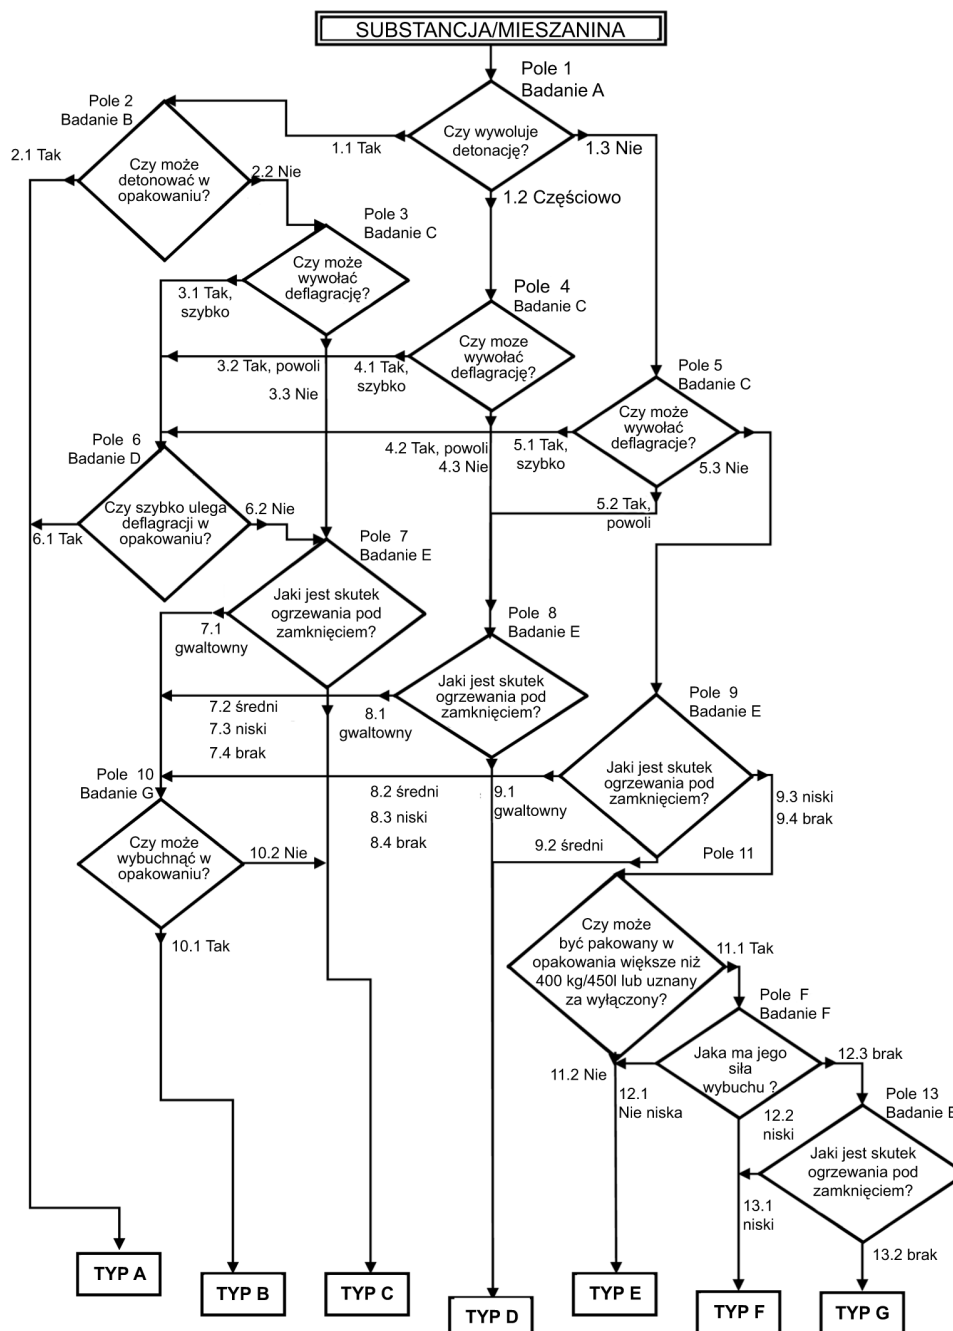 SUBSTANCJA/MIESZANINA
Pole 1
Badanie A
Czy wywoluje
detonację?
1.1 Tak
1.3 Nie
1.2 Częściowo
Pole 2
Badanie B
2.1 Tak
Czy może
detonować w
opakowaniu?
2.2 Nie
Pole 3
Badanie C
Czy może
wywołać
deflagrację?
3.1 Tak,
szybko
3.2 Tak, powoli
3.3 Nie
Pole 4
Badanie C
Czy moze
wywołać
deflagrację?
4.1 Tak,
szybko
4.2 Tak, powoli
4.3 Nie
Pole 5
Badanie C
Czy może
wywołać
deflagracje?
5.1 Tak,
szybko
5.3 Nie
5.2 Tak,
powoli
Pole 6
Badanie D
Czy szybko ulega
deflagracji w
opakowaniu?
6.1 Tak
6.2 Nie
Pole 7
Badanie E
Jaki jest skutek
ogrzewania pod
zamknięciem?
7.1
gwaltowny
7.2 średni
7.3 niski
7.4 brak
Pole 8
Badanie E
Jaki jest skutek
ogrzewania pod
zamknięciem?
8.1
gwałtowny
8.2 średni
8.3 niski
8.4 brak
Pole 9
Badanie E
Jaki jest skutek
ogrzewania pod
zamknięciem?
9.1
gwałtowny
9.2 średni
9.3 niski
9.4 brak
Pole 10
Badanie G
Czy może
wybuchnąć w
opakowaniu?
10.2 Nie
10.1 Tak
Pole 11
Czy może
być pakowany w
opakowania większe niż
400 kg/450l lub uznany
za wyłączony?
11.1 Tak
11.2 Nie
Pole F
Badanie F
Jaka ma jego
siła
wybuchu ?
12.1
Nie niska
12.2
niski
12.3 brak
Pole 13
Badanie E
Jaki jest skutek
ogrzewania pod
zamknięciem?
13.1
niski
13.2 brak
TYP A
TYP B
TYP C
TYP D
TYP E
TYP F
TYP G